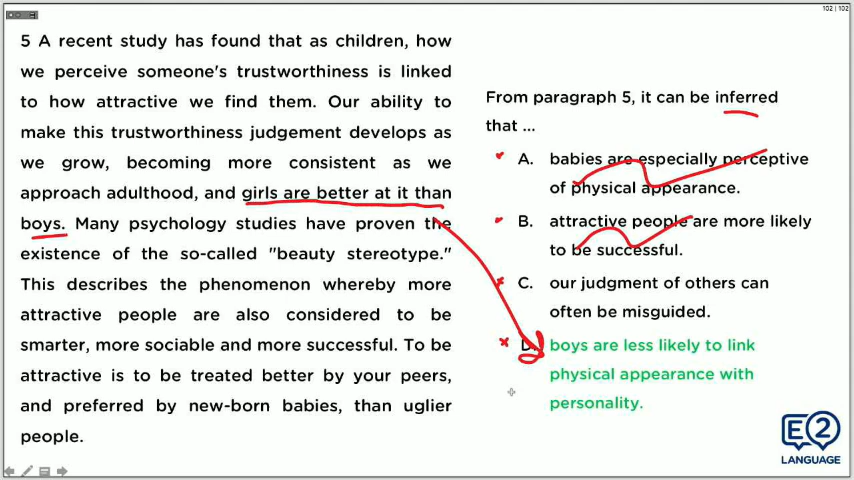 102 | 102
5 A recent study has found that as children, how
we perceive someone's trustworthiness is linked
to how attractive we find them. Our ability to
make this trustworthiness judgement develops as
we grow, becoming more consistent as we
approach adulthood, and girls are better at it than
boys. Many psychology studies have proven the
existence of the so-called "beauty stereotype."
This describes the phenomenon whereby more
attractive people are also considered to be
smarter, more sociable and more successful. To be
attractive is to be treated better by your peers,
and preferred by new-born babies, than uglier
people.
From paragraph 5, it can be inferred
that ...
A. babies are especially perceptive
of physical appearance.
B. attractive people are more likely
to be successful.
C. our judgment of others can
often be misguided.
D. boys are less likely to link
physical appearance with
personality.
E2
LANGUAGE